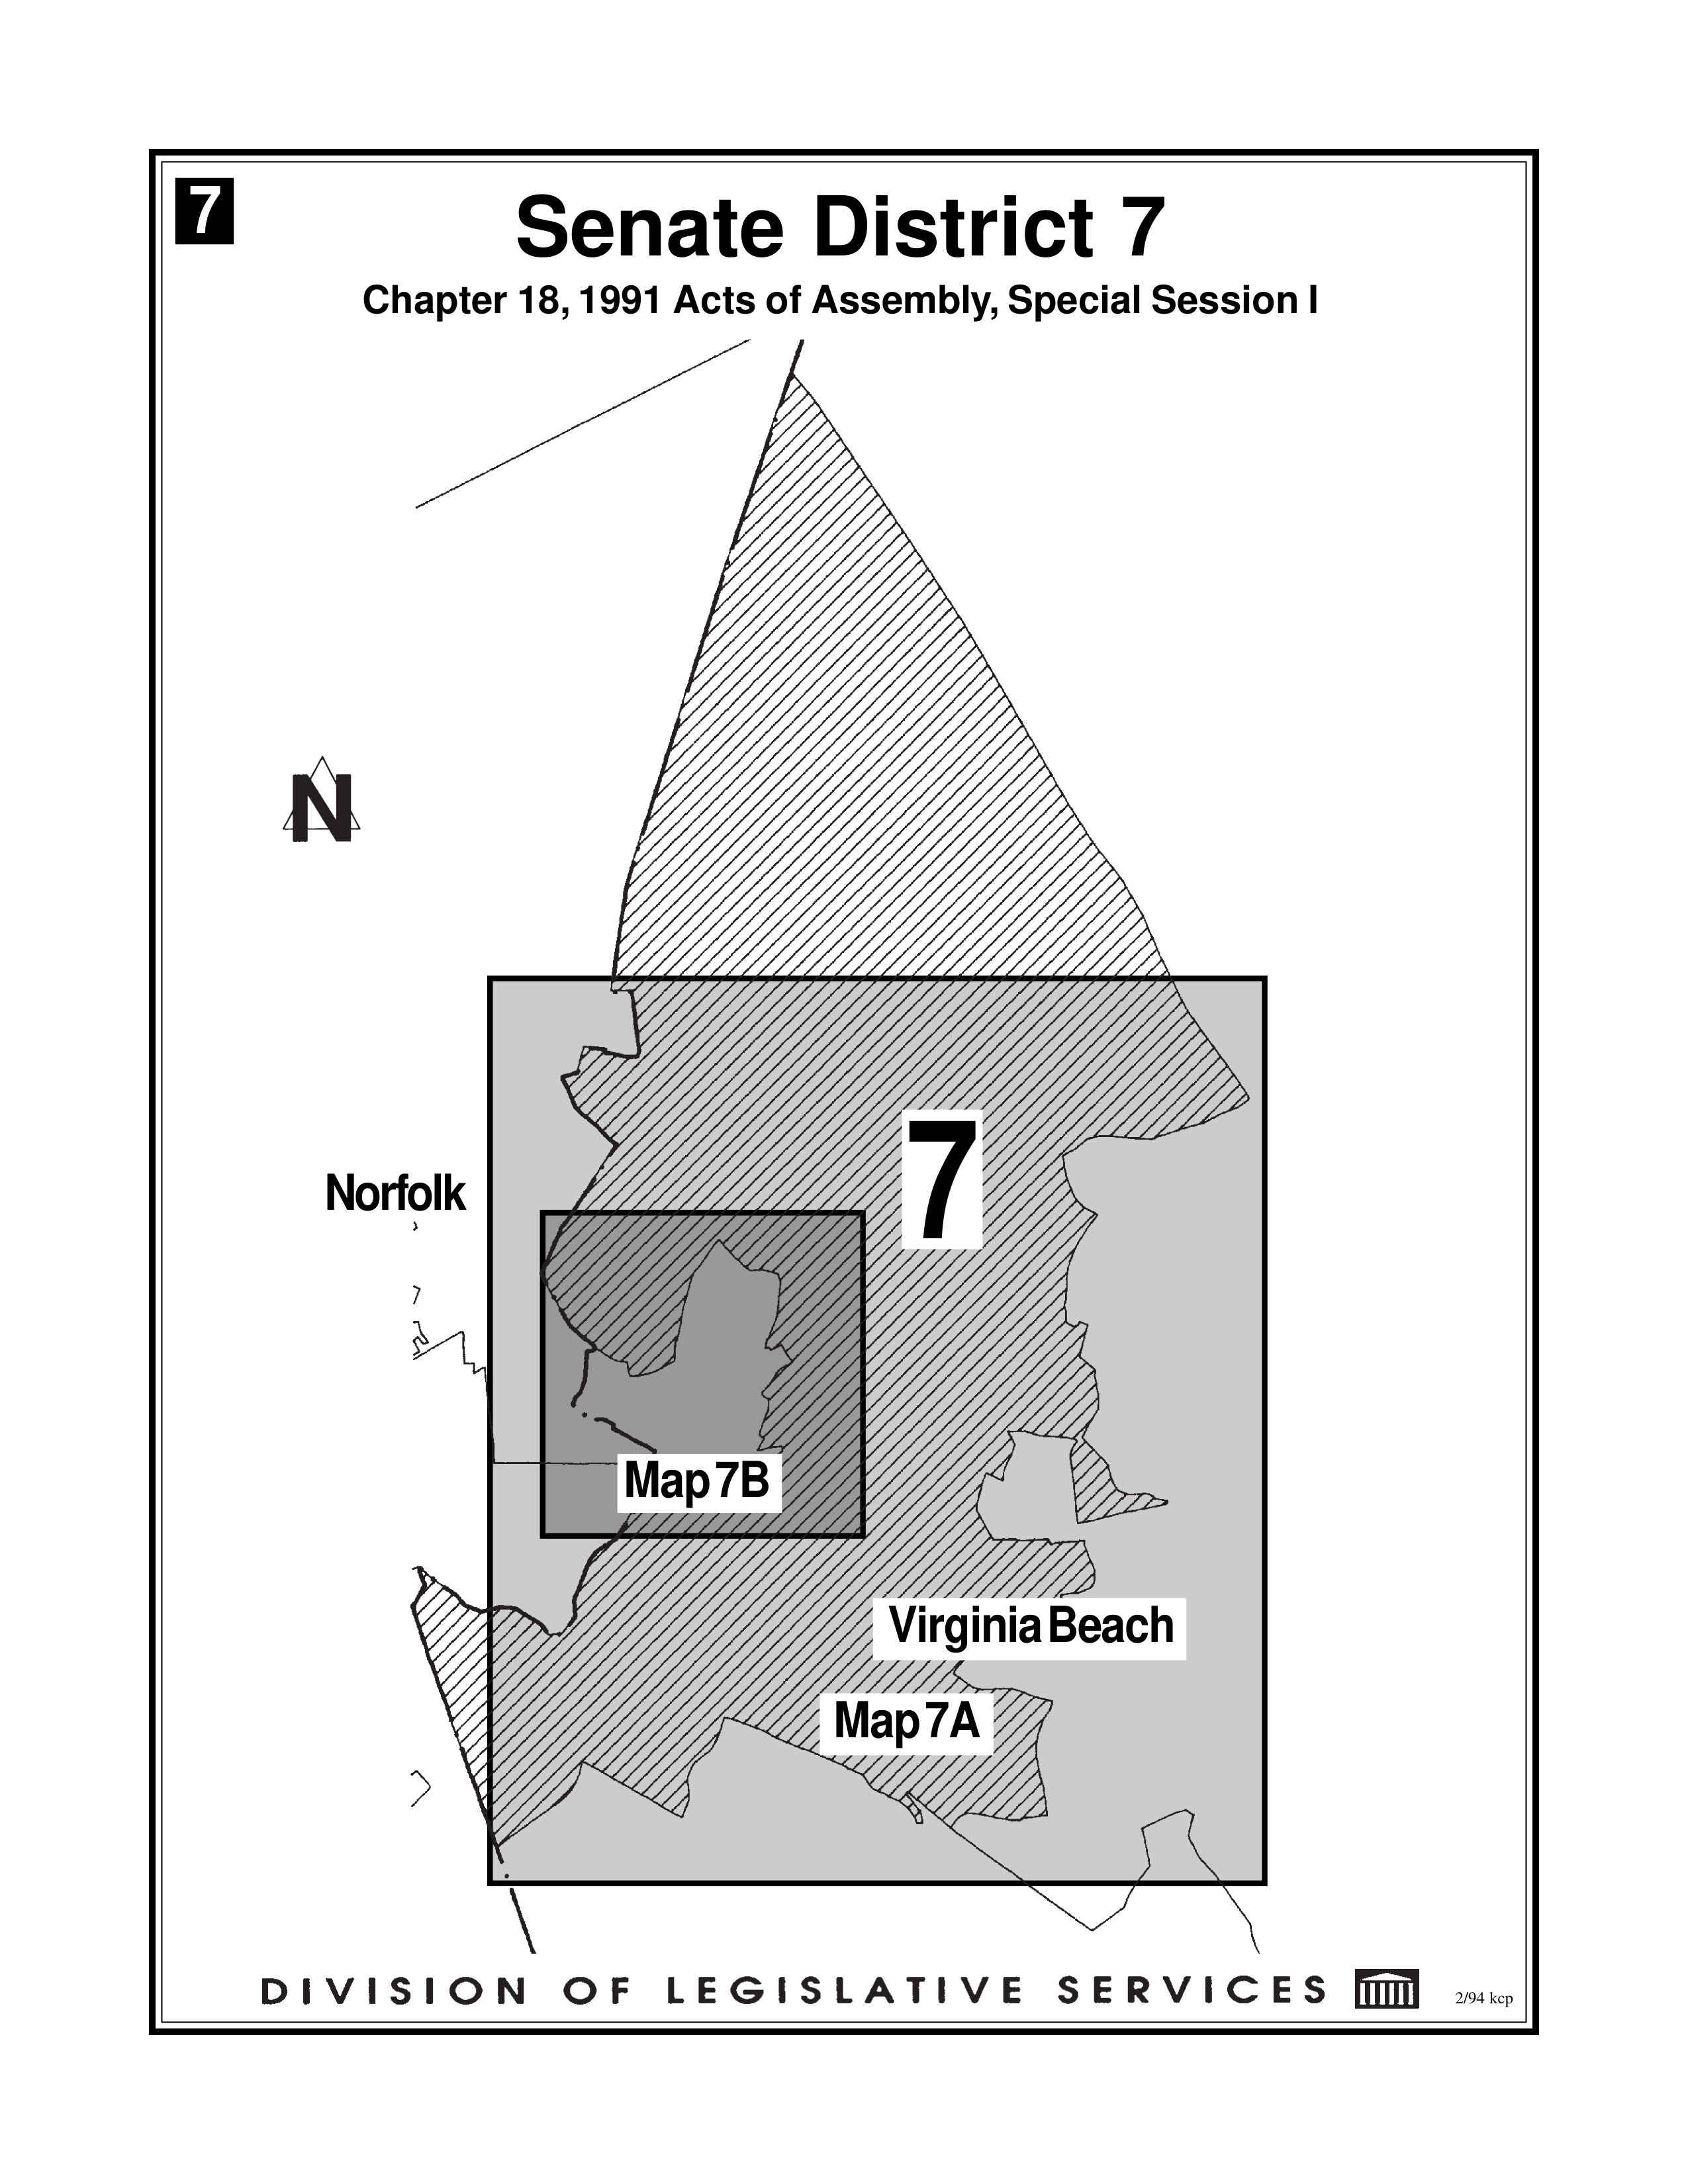 7
Senate District 7
Chapter 18, 1991 Acts of Assembly, Special Session I
N
7
Norfolk
Map 7B
Virginia Beach
Map 7A
DIVISION OF LEGISLATIVE SERVICES
2/94 kcp